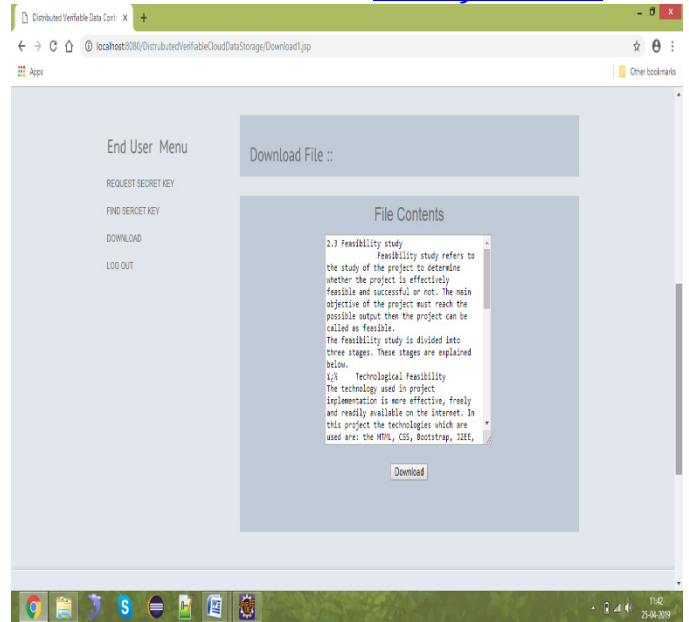 Distributed Verifiable Data Contr
localhost:8080/DistrubutedVerifiableCloudDataStorage/Download1.jsp
Apps
Other bookmarks
End User Menu
REQUEST SECRET KEY
FIND SERCET KEY
DOWNLOAD
LOG OUT
Download File ::
File Contents
2.3 Feasibility study
Feasibility study refers to
the study of the project to determine
whether the project is effectively
feasible and successful or not. The main
objective of the project must reach the
possible output then the project can be
called as feasible.
The feasibility study is divided into
three stages. These stages are explained
below.
Technological Feasibility
The technology used in project
implementation is more effective, freely
and readily available on the internet. In
this project the technologies which are
used are: the HTML, CSS, Bootstrap, J2EE,
Download
11:42
25-04-2019